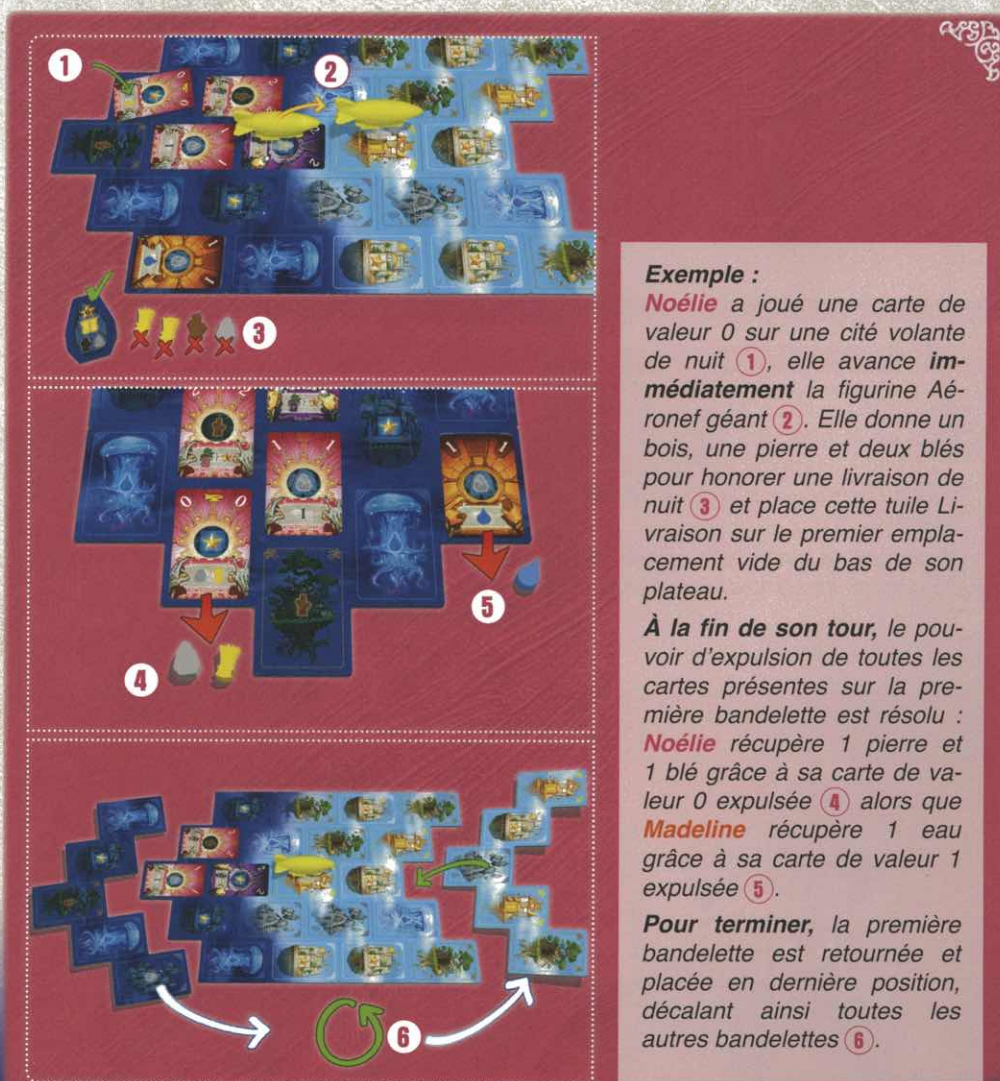 1
2
3
4
5
6
Exemple :
Noélie a joué une carte de
valeur 0 sur une cité volante
de nuit 1, elle avance im-
médiatement la figurine Aé-
ronef géant 2. Elle donne un
bois, une pierre et deux blés
pour honorer une livraison de
nuit 3 et place cette tuile Li-
vraison sur le premier empla-
cement vide du bas de son
plateau.
À la fin de son tour, le pou-
voir d'expulsion de toutes les
cartes présentes sur la pre-
mière bandelette est résolu :
Noélie récupère 1 pierre et
1 blé grâce à sa carte de va-
leur 0 expulsée 4 alors que
Madeline récupère 1 eau
grâce à sa carte de valeur 1
expulsée 5.
Pour terminer, la première
bandelette est retournée et
placée en dernière position,
décalant ainsi toutes les
autres bandelettes 6.